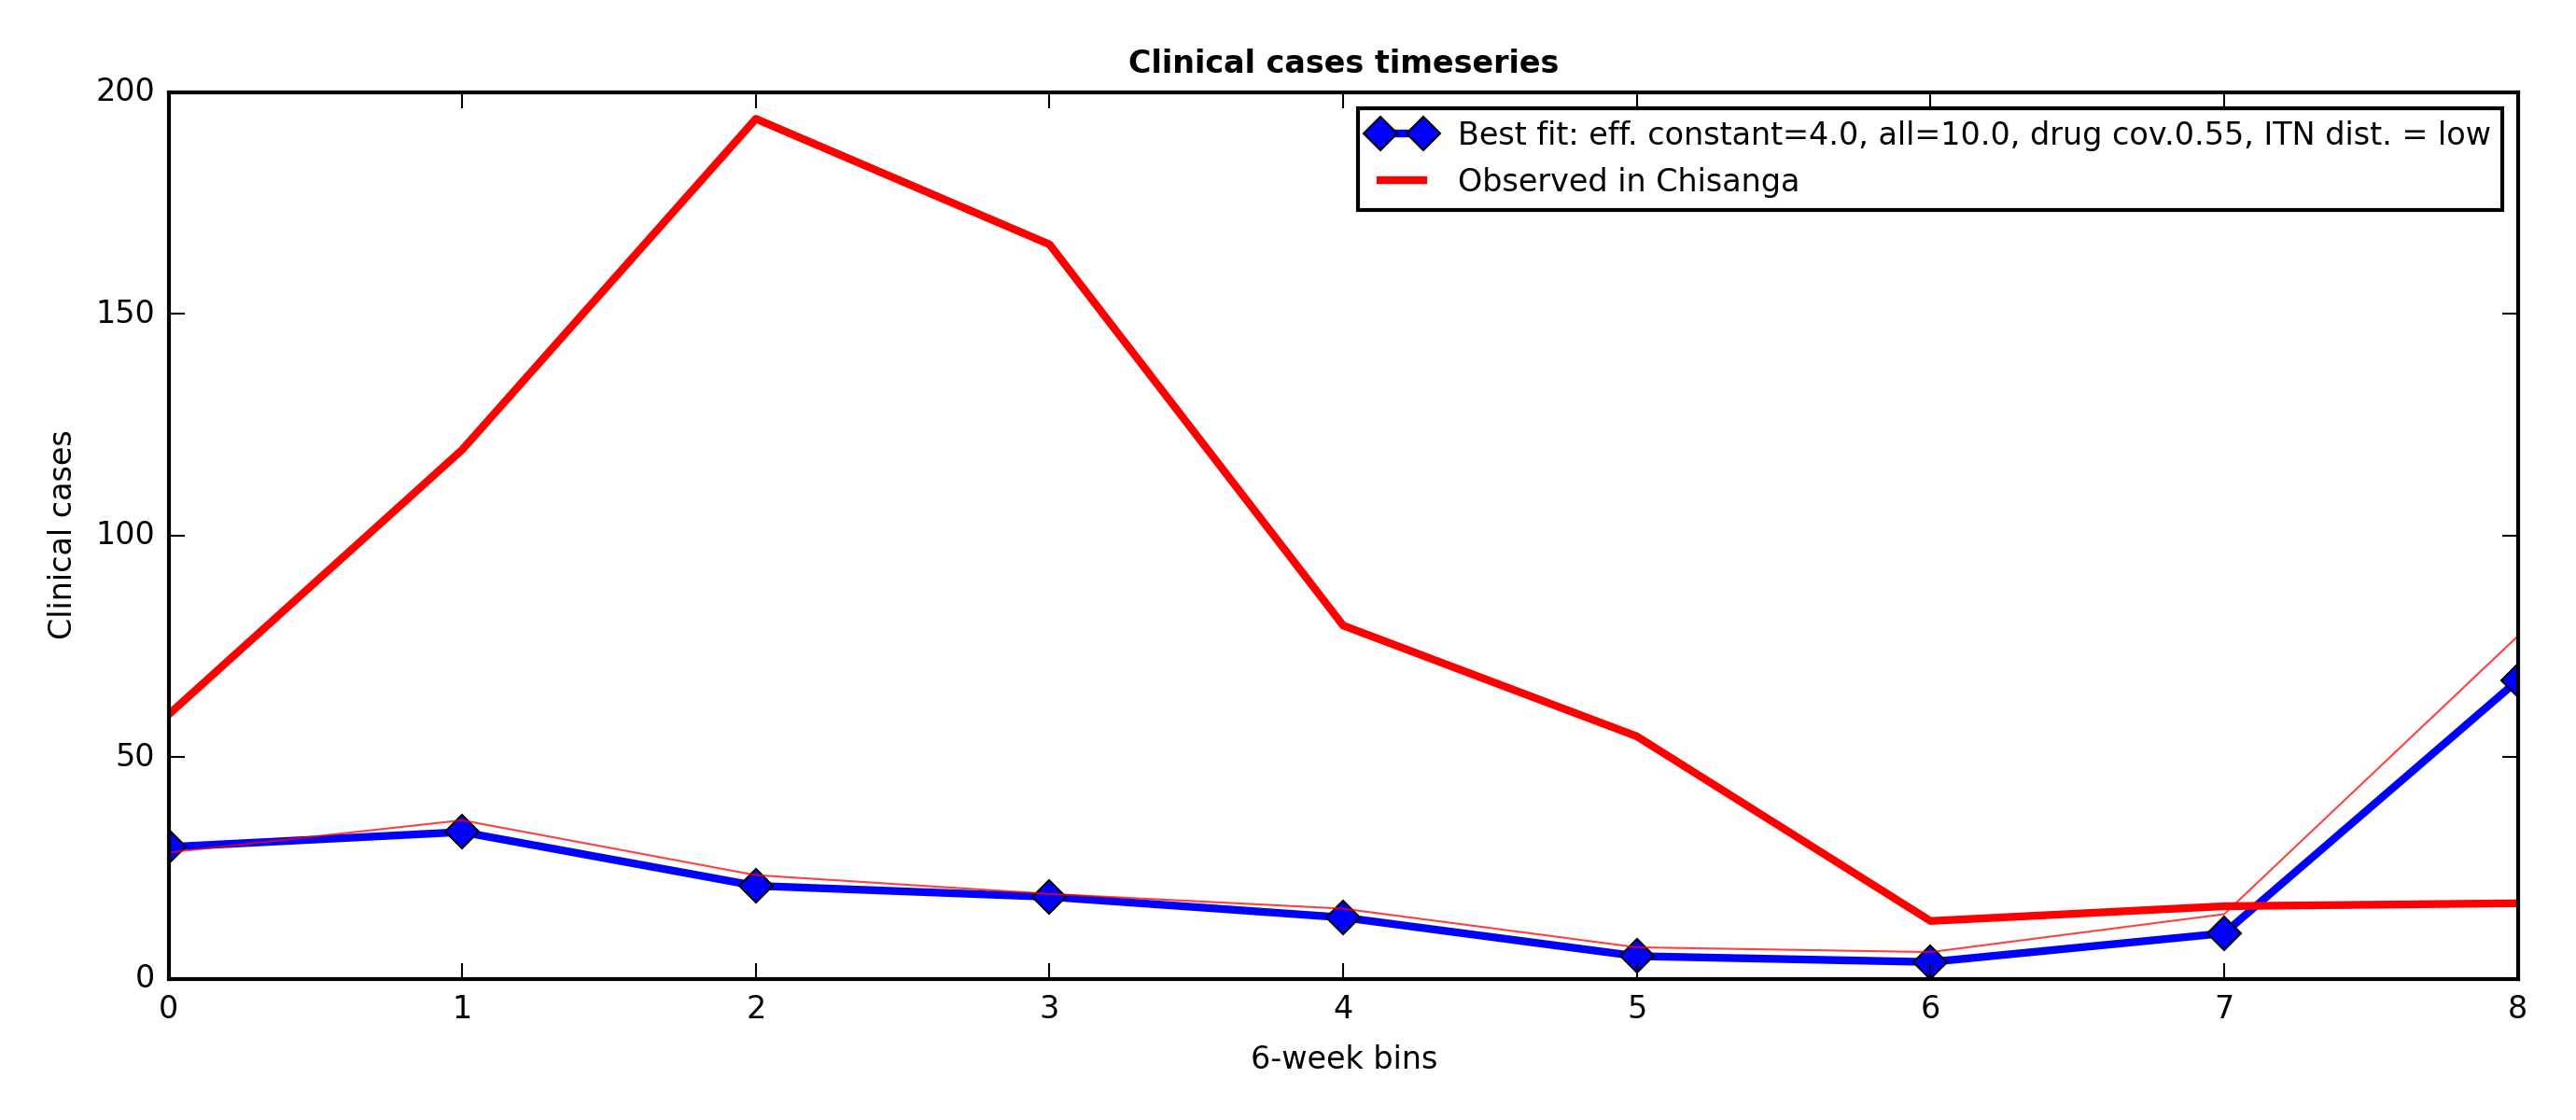 Clinical cases timeseries
200
150
100
50
0
Clinical cases
Best fit: eff. constant=4.0, all=10.0, drug cov.0.55, ITN dist. = low
Observed in Chisanga
0 1 2 3 4 5 6 7 8
6-week bins